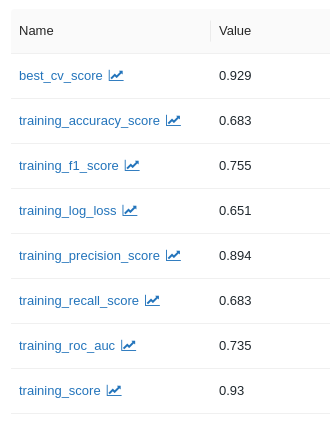 Name Value
best_cv_score 0.929
training_accuracy_score 0.683
training_f1_score 0.755
training_log_loss 0.651
training_precision_score 0.894
training_recall_score 0.683
training_roc_auc 0.735
training_score 0.93